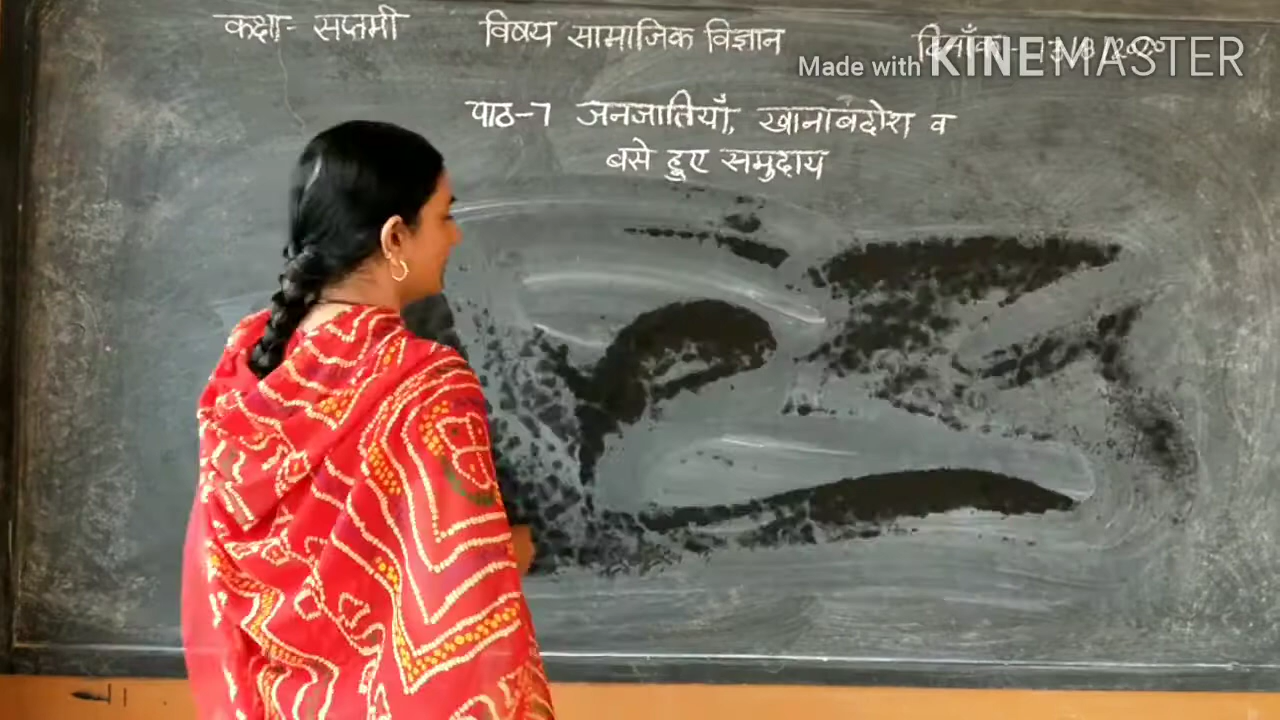 कक्षा- सप्तमी विषय सामाजिक विज्ञान
Made with KINEMASTER
पाठ-7 जनजातियाँ, खानाबदोश व
बसे हुए समुदाय